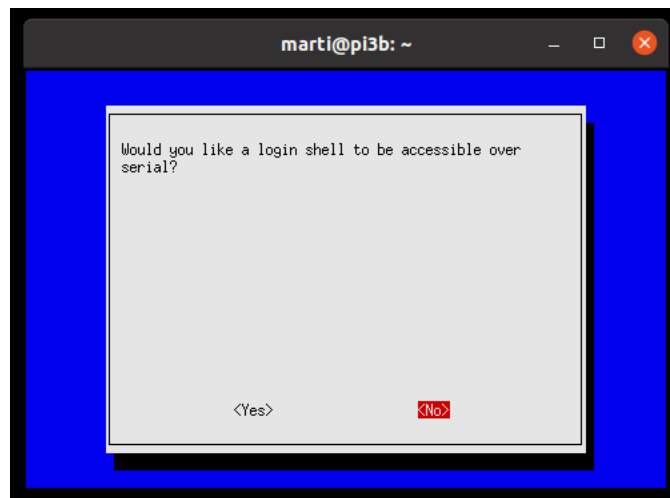 marti@pi3b: ~
Would you like a login shell to be accessible over
serial?
<Yes> <No>